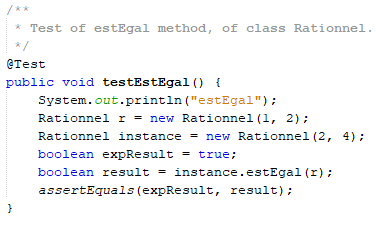 /**
 * Test of estEgal method, of class Rationnel.
 */
@Test
public void testEstEgal() {
    System.out.println("estEgal");
    Rationnel r = new Rationnel(1, 2);
    Rationnel instance = new Rationnel(2, 4);
    boolean expResult = true;
    boolean result = instance.estEgal(r);
    assertEquals(expResult, result);
}